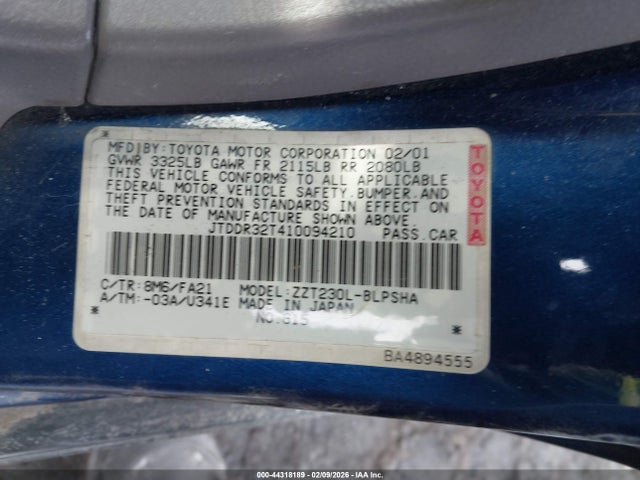 MFD BY: TOYOTA MOTOR CORPORATION 02/01
GVWR 3325LB GAWR FR 2115LB RR 2080LB
THIS VEHICLE CONFORMS TO ALL APPLICABLE
FEDERAL MOTOR VEHICLE SAFETY, BUMPER, AND
THEFT PREVENTION STANDARDS IN EFFECT ON
THE DATE OF MANUFACTURE SHOWN ABOVE.
JTDDR32T410094210 PASS.CAR
TOYOTA
C/TR: 8M6/FA21 MODEL: ZZT230L-BLPSHA
A/TM: -03A/U341E MADE IN JAPAN
NO. 615
BA4894555
000-44318189 | 02/09/2026 - IAA Inc.